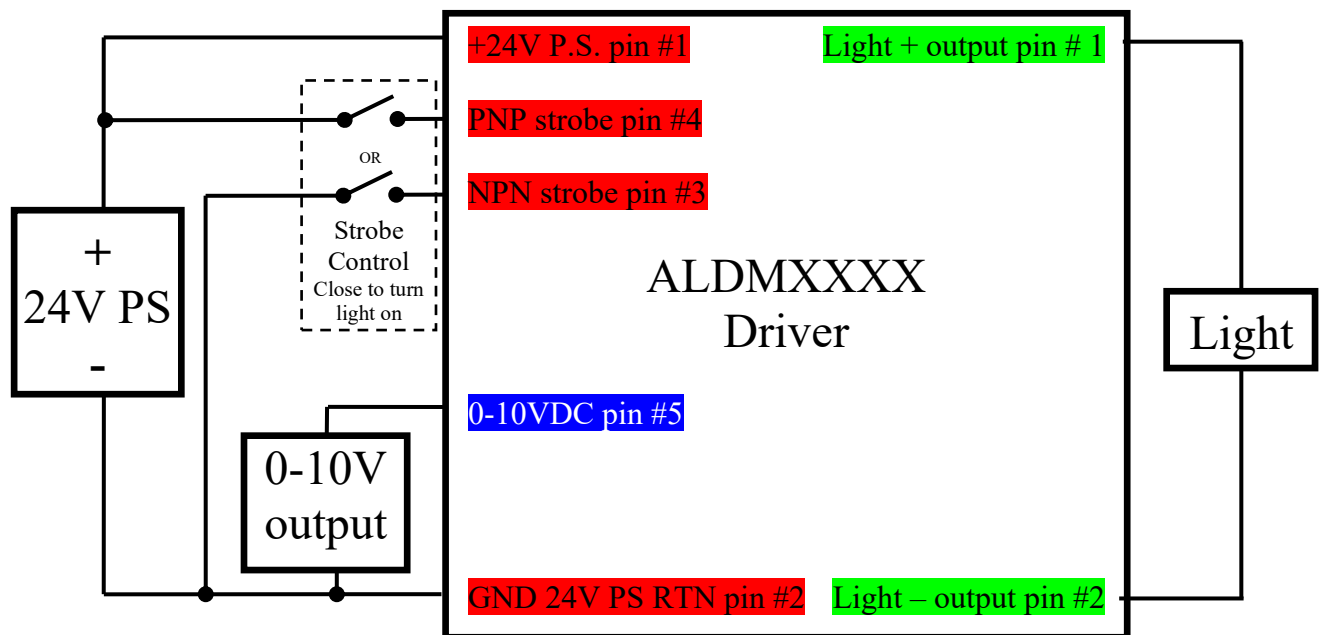 +24V P.S. pin #1
Light + output pin # 1
PNP strobe pin #4
OR
NPN strobe pin #3
Strobe
Control
Close to turn
light on
+
24V PS
-
ALDMXXXX
Driver
Light
0-10VDC pin #5
0-10V
output
GND 24V PS RTN pin #2
Light – output pin #2